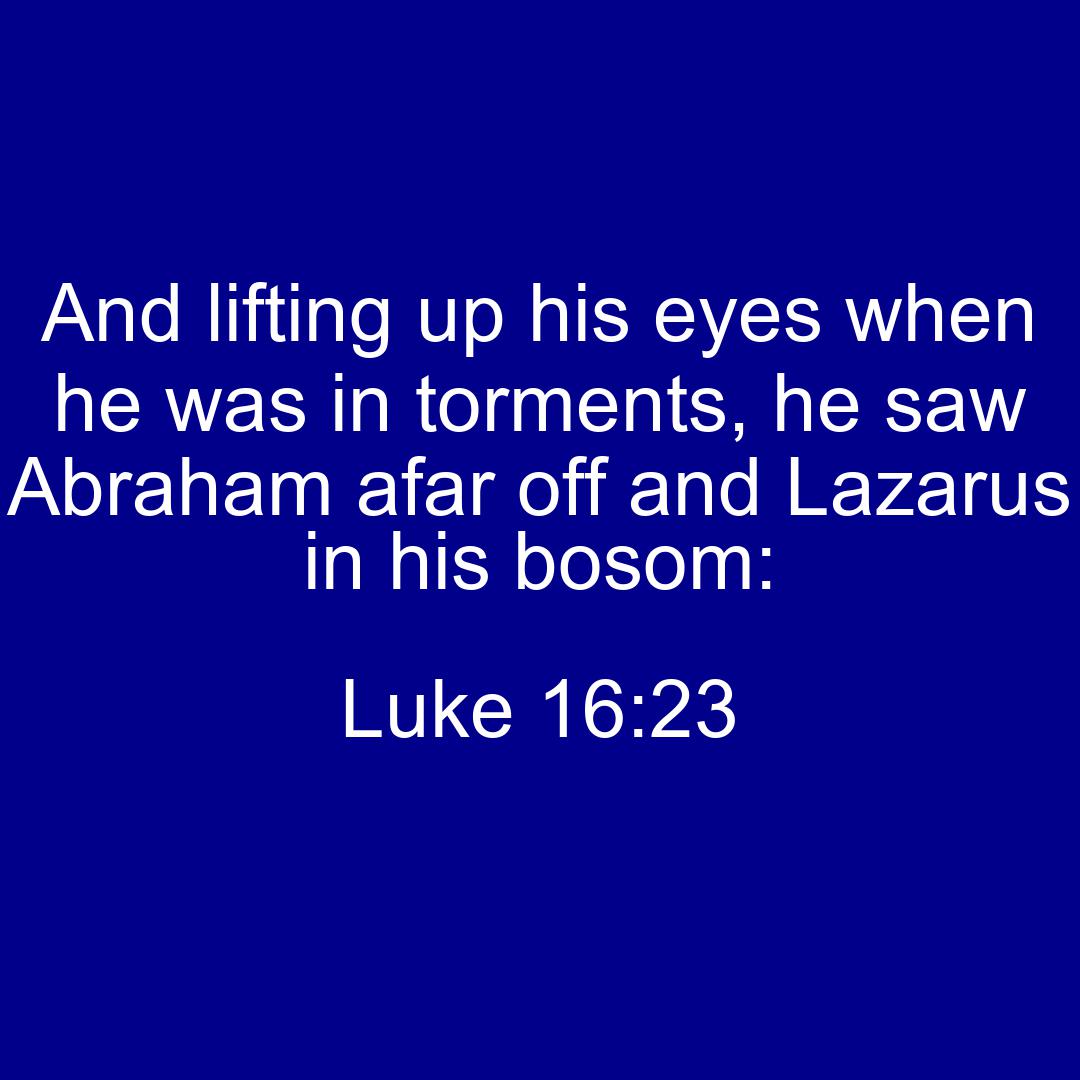 And lifting up his eyes when
he was in torments, he saw
Abraham afar off and Lazarus
in his bosom:
Luke 16:23